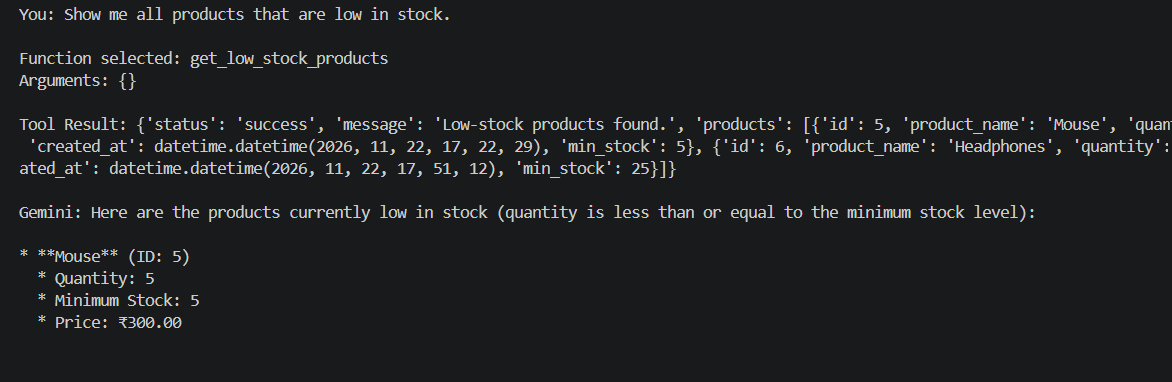 You: Show me all products that are low in stock.
Function selected: get_low_stock_products
Arguments: {}
Tool Result: {'status': 'success', 'message': 'Low-stock products found.', 'products': [{'id': 5, 'product_name': 'Mouse', 'quan
'created_at': datetime.datetime(2026, 11, 22, 17, 22, 29), 'min_stock': 5}, {'id': 6, 'product_name': 'Headphones', 'quantity':
ated_at': datetime.datetime(2026, 11, 22, 17, 51, 12), 'min_stock': 25}]}
Gemini: Here are the products currently low in stock (quantity is less than or equal to the minimum stock level):
* **Mouse** (ID: 5)
* Quantity: 5
* Minimum Stock: 5
* Price: ₹300.00